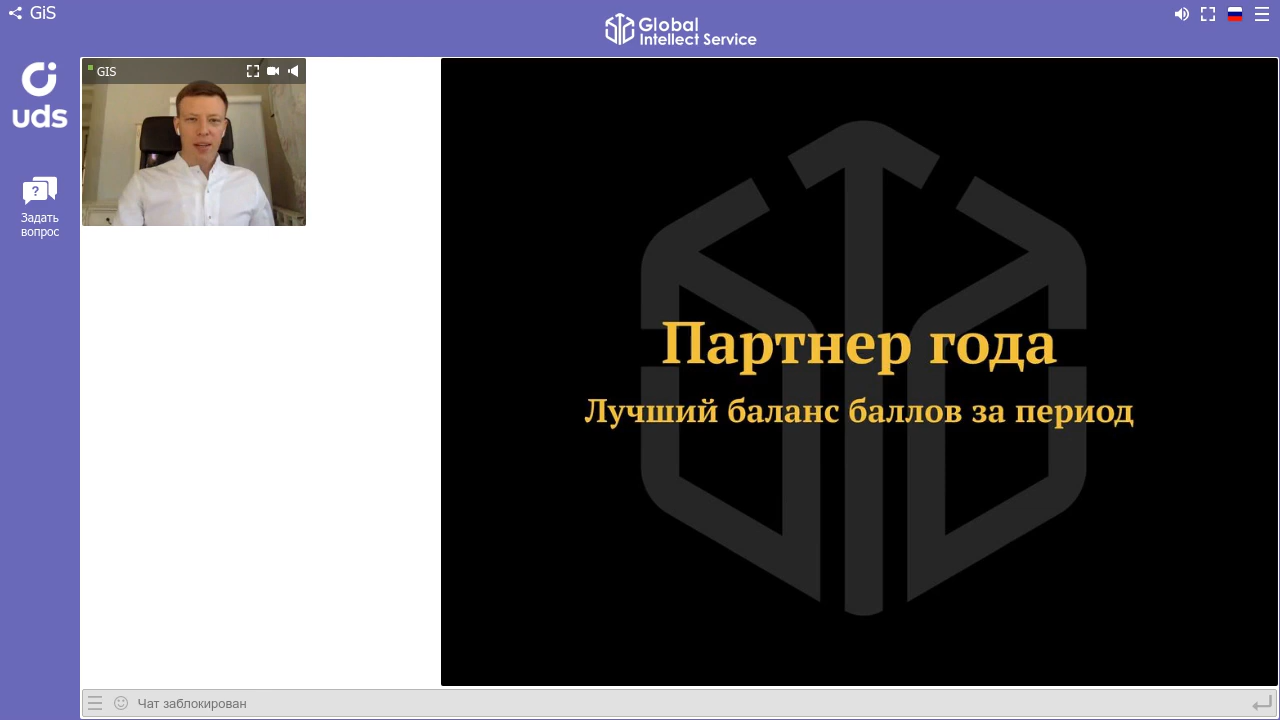 GiS
Global
Intellect Service
uds
Задать
вопрос
GIS
Партнер года
Лучший баланс баллов за период
Чат заблокирован